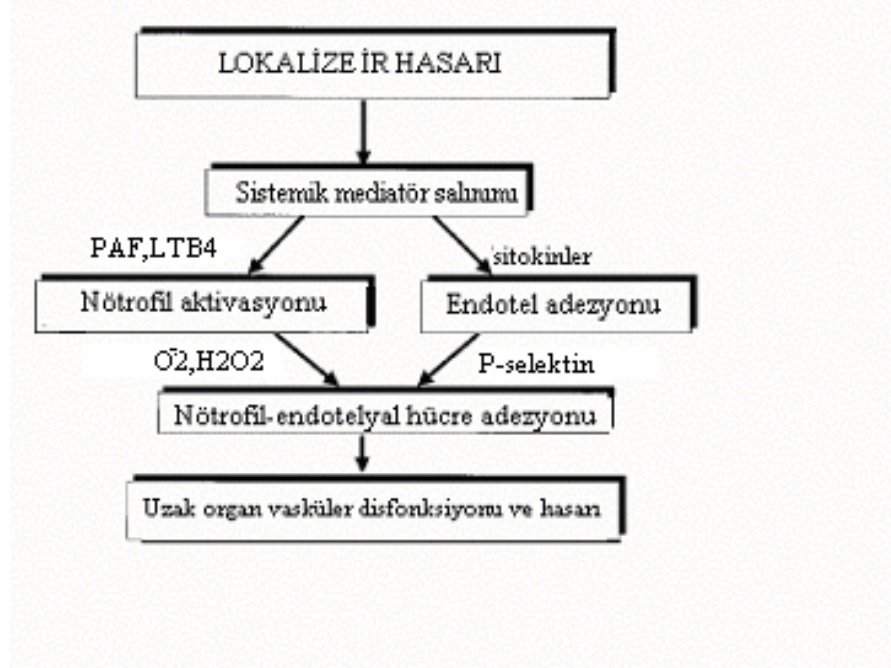 LOKALİZE İR HASARI
Sistemik mediatör salınımı
PAF,LTB4
sitokinler
Nötrofil aktivasyonu
Endotel adezyonu
O̅2,H2O2
P-selektin
Nötrofil-endotelyal hücre adezyonu
Uzak organ vasküler disfonksiyonu ve hasarı